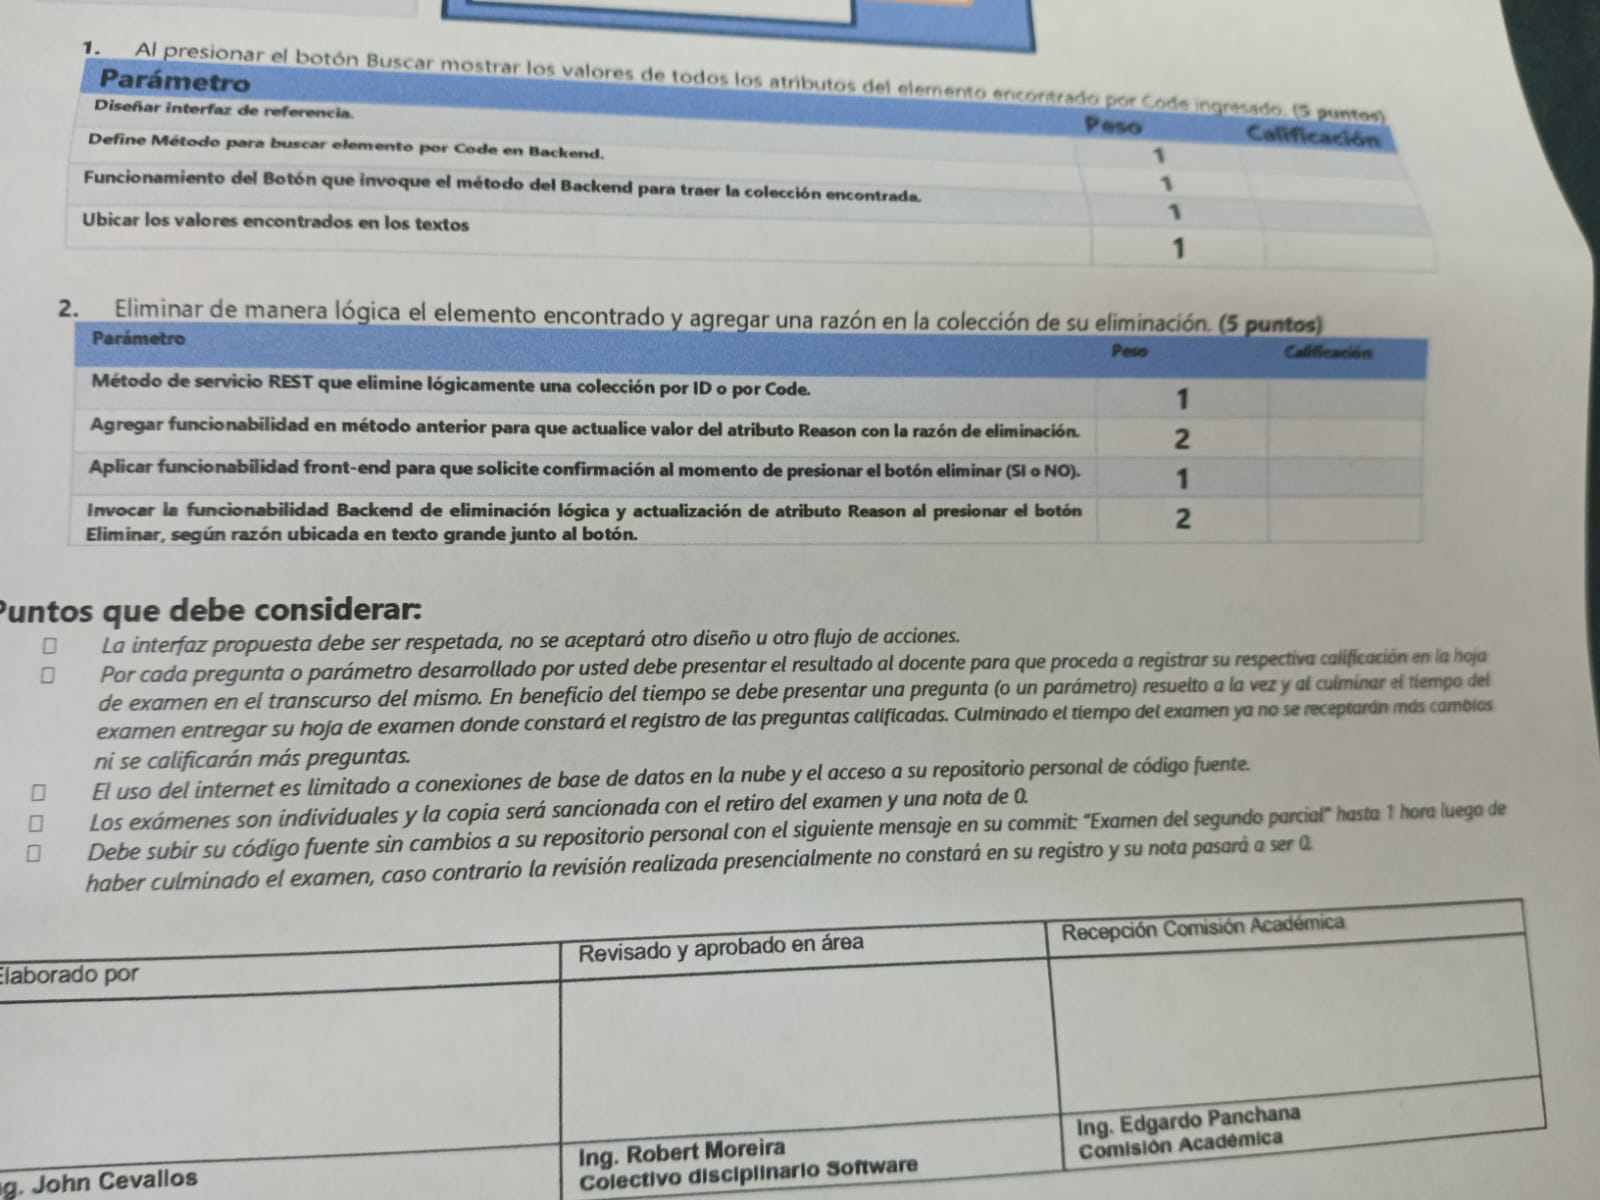 1. Al presionar el botón Buscar mostrar los valores de todos los atributos del elemento encontrado por Code ingresado. (5 puntos)
Parámetro Peso Calificación
Diseñar interfaz de referencia. 1
Define Método para buscar elemento por Code en Backend. 1
Funcionamiento del Botón que invoque el método del Backend para traer la colección encontrada. 1
Ubicar los valores encontrados en los textos 1
2. Eliminar de manera lógica el elemento encontrado y agregar una razón en la colección de su eliminación. (5 puntos)
Parámetro Peso Calificación
Método de servicio REST que elimine lógicamente una colección por ID o por Code. 1
Agregar funcionabilidad en método anterior para que actualice valor del atributo Reason con la razón de eliminación. 2
Aplicar funcionabilidad front-end para que solicite confirmación al momento de presionar el botón eliminar (SI o NO). 1
Invocar la funcionabilidad Backend de eliminación lógica y actualización de atributo Reason al presionar el botón 2
Eliminar, según razón ubicada en texto grande junto al botón.
Puntos que debe considerar:
La interfaz propuesta debe ser respetada, no se aceptará otro diseño u otro flujo de acciones.
Por cada pregunta o parámetro desarrollado por usted debe presentar el resultado al docente para que proceda a registrar su respectiva calificación en la hoja
de examen en el transcurso del mismo. En beneficio del tiempo se debe presentar una pregunta (o un parámetro) resuelto a la vez y al culminar el tiempo del
examen entregar su hoja de examen donde constará el registro de las preguntas calificadas. Culminado el tiempo del examen ya no se receptarán más cambios
ni se calificarán más preguntas.
El uso del internet es limitado a conexiones de base de datos en la nube y el acceso a su repositorio personal de código fuente.
Los exámenes son individuales y la copia será sancionada con el retiro del examen y una nota de 0.
Debe subir su código fuente sin cambios a su repositorio personal con el siguiente mensaje en su commit: "Examen del segundo parcial" hasta 1 hora luego de
haber culminado el examen, caso contrario la revisión realizada presencialmente no constará en su registro y su nota pasará a ser 0.
Elaborado por Revisado y aprobado en área Recepción Comisión Académica
ng. John Cevallos Ing. Robert Moreira Ing. Edgardo Panchana
Colectivo disciplinario Software Comisión Académica